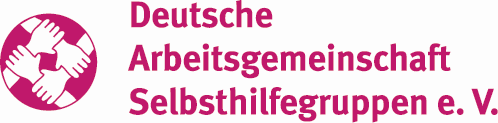 Deutsche
Arbeitsgemeinschaft
Selbsthilfegruppen e. V.